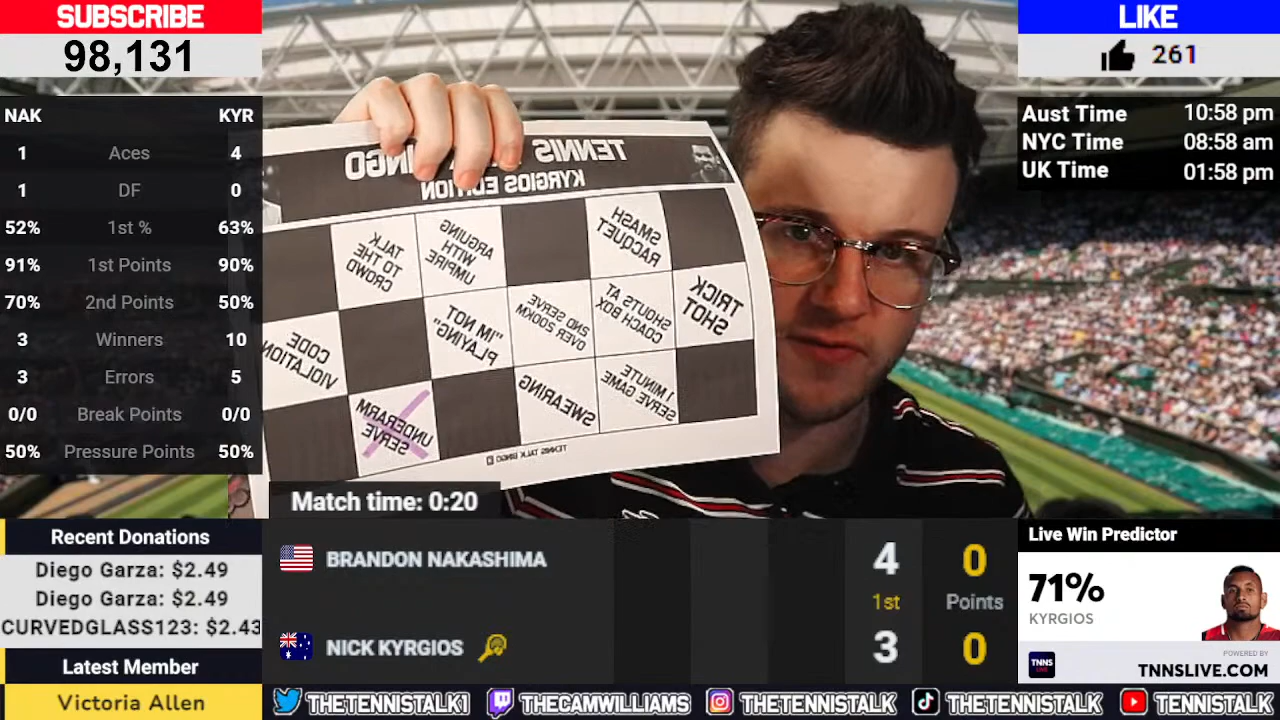 SUBSCRIBE
98,131
NAK KYR
1 Aces 4
1 DF 0
52% 1st % 63%
91% 1st Points 90%
70% 2nd Points 50%
3 Winners 10
3 Errors 5
0/0 Break Points 0/0
50% Pressure Points 50%
Recent Donations
Diego Garza: $2.49
Diego Garza: $2.49
CURVEDGLASS123: $2.43
Latest Member
Victoria Allen
TENNIS
KYRGIOS EDITION
SMASH
RACQUET
ARGUING
WITH
UMPIRE
TALK
TO THE
CROWD
TRICK
SHOT
SHOUTS AT
COACH BOX
2ND SERVE
OVER 200KM
"I'M NOT
PLAYING"
CODE
VIOLATION
1 MINUTE
SERVE GAME
SWEARING
UNDERARM
SERVE
TENNIS TALK BINGO
Match time: 0:20
BRANDON NAKASHIMA 4 0
1st Points
NICK KYRGIOS 3 0
LIKE
261
Aust Time 10:58 pm
NYC Time 08:58 am
UK Time 01:58 pm
Live Win Predictor
71%
KYRGIOS
POWERED BY
TNNS
LIVE
TNNSLIVE.COM
THETENNISTALK1 THECAMWILLIAMS THETENNISTALK THETENNISTALK TENNISTALK